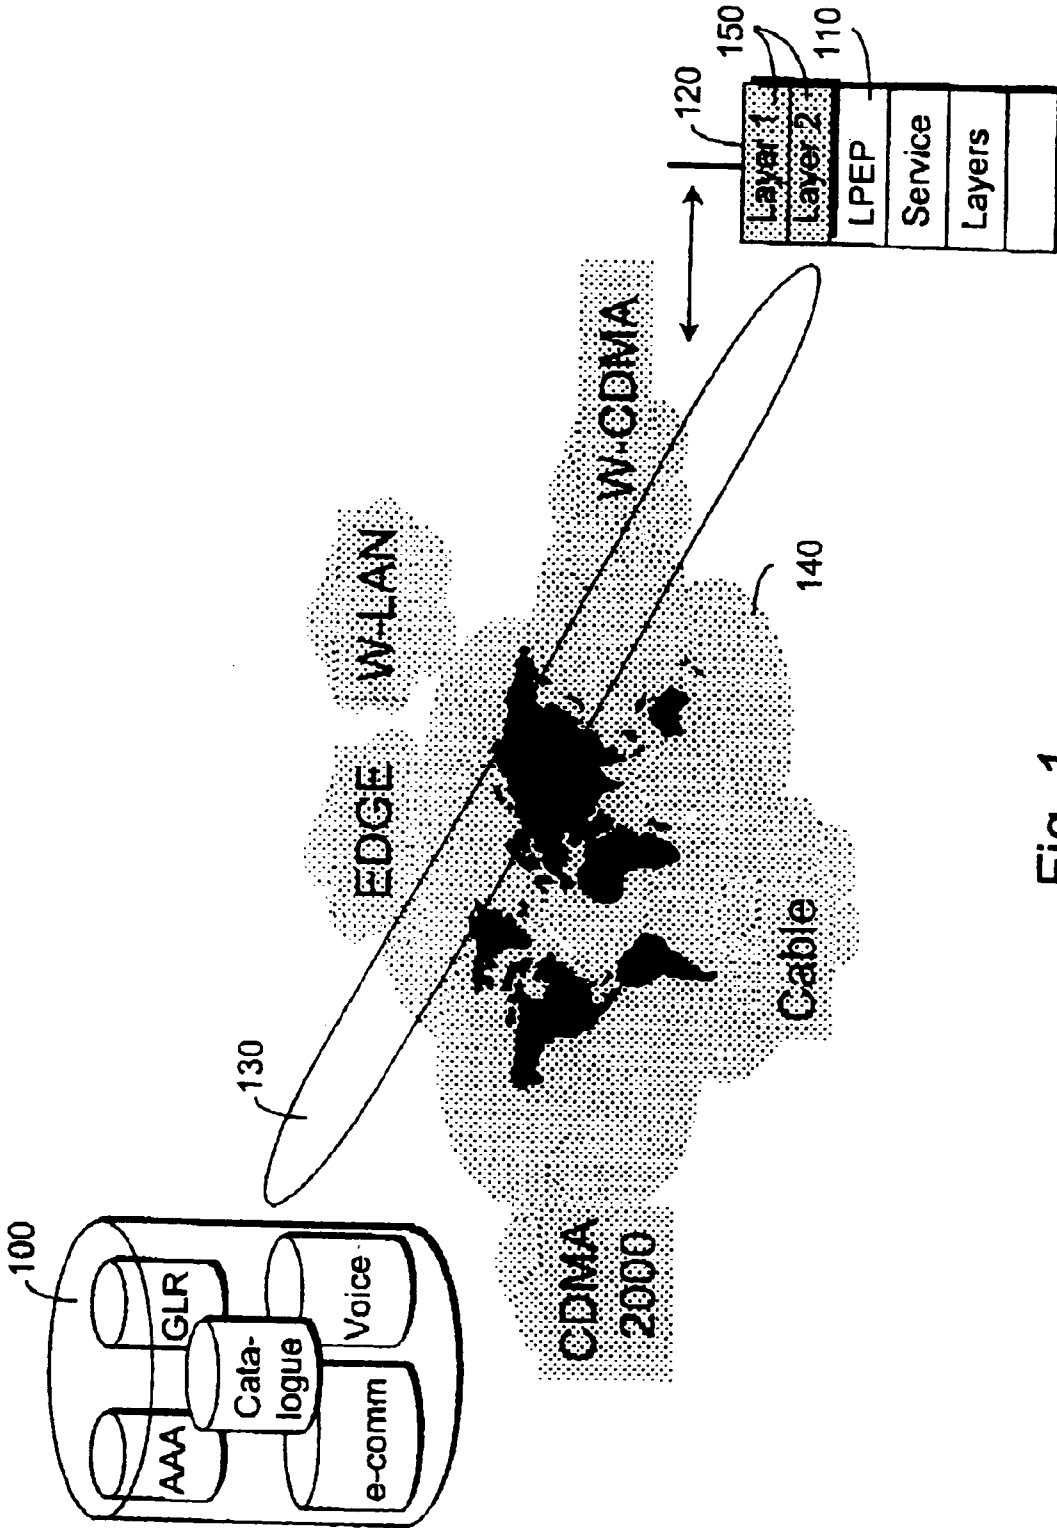 100
AAA
GLR
Cata-
logue
e-comm
Voice
130
EDGE
W-LAN
CDMA
2000
W-CDMA
Cable
140
120
Layer 1
Layer 2
150
LPEP
110
Service
Layers
Fig. 1